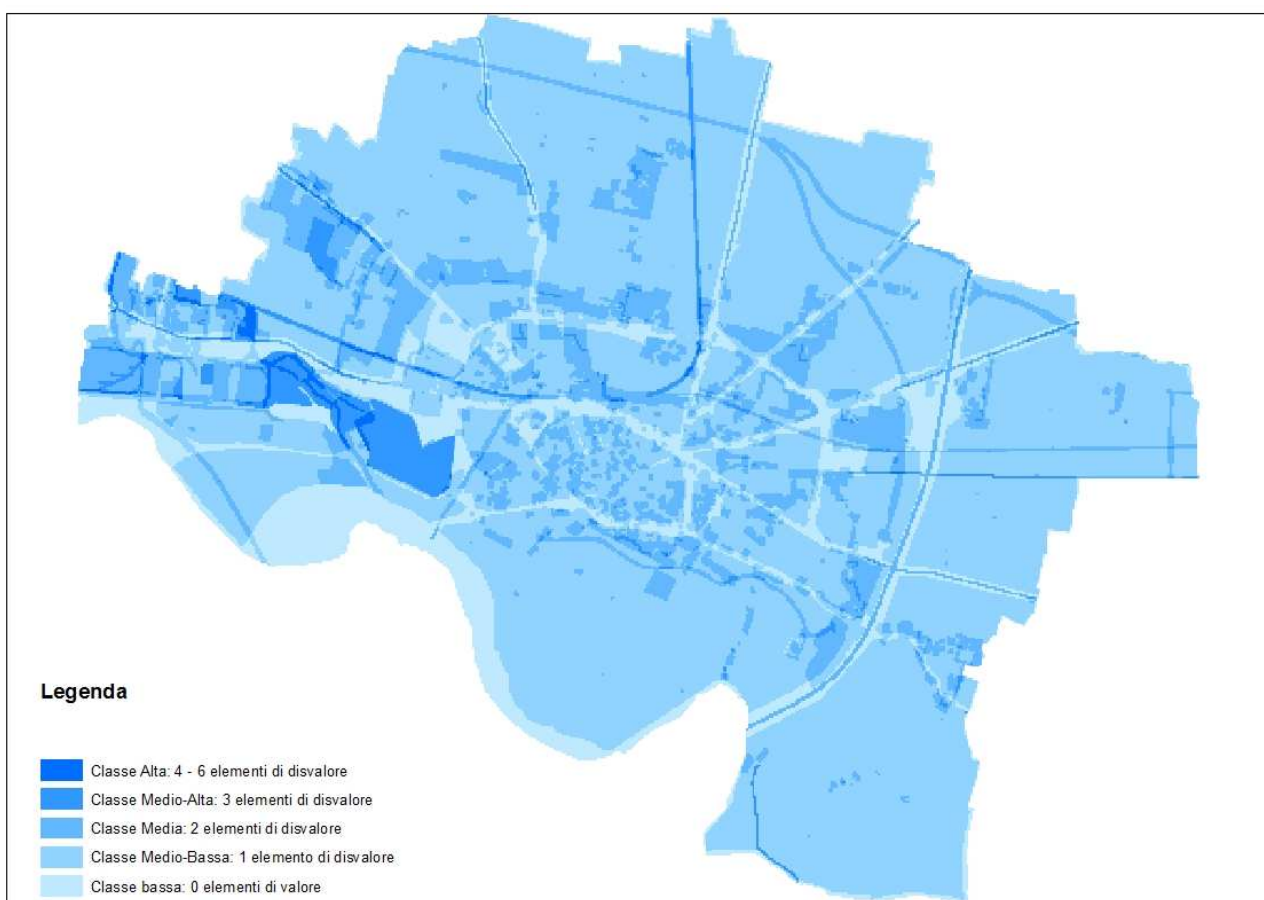 Legenda
Classe Alta: 4 - 6 elementi di disvalore
Classe Medio-Alta: 3 elementi di disvalore
Classe Media: 2 elementi di disvalore
Classe Medio-Bassa: 1 elemento di disvalore
Classe bassa: 0 elementi di valore